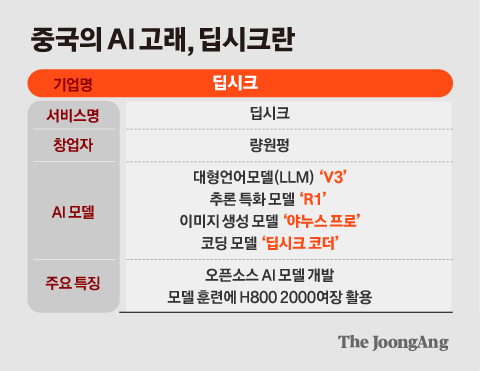 중국의 AI 고래, 딥시크란
기업명 딥시크
서비스명 딥시크
창업자 량원펑
AI 모델
대형언어모델(LLM) ‘V3’
추론 특화 모델 ‘R1’
이미지 생성 모델 ‘야누스 프로’
코딩 모델 ‘딥시크 코더’
주요 특징
오픈소스 AI 모델 개발
모델 훈련에 H800 2000여장 활용
The JoongAng